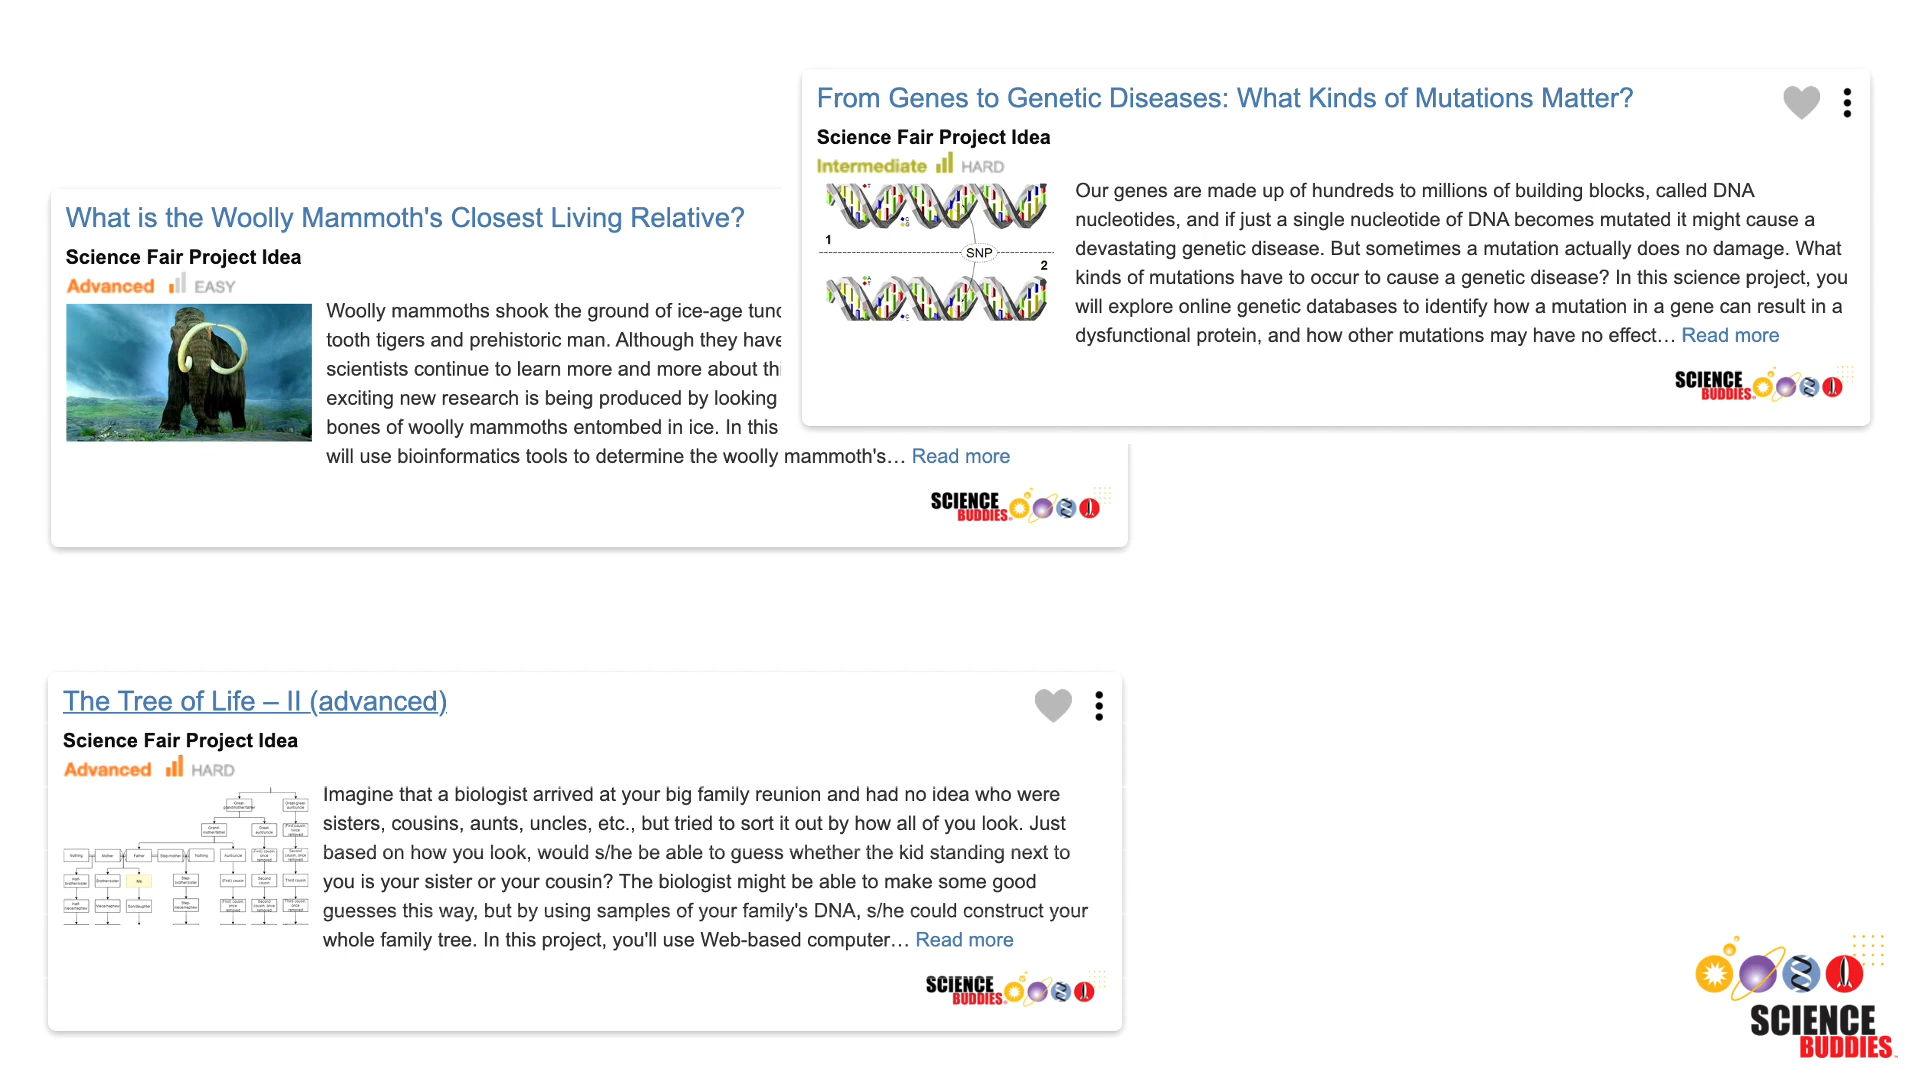 From Genes to Genetic Diseases: What Kinds of Mutations Matter?
Science Fair Project Idea
Intermediate HARD
Our genes are made up of hundreds to millions of building blocks, called DNA
nucleotides, and if just a single nucleotide of DNA becomes mutated it might cause a
devastating genetic disease. But sometimes a mutation actually does no damage. What
kinds of mutations have to occur to cause a genetic disease? In this science project, you
will explore online genetic databases to identify how a mutation in a gene can result in a
dysfunctional protein, and how other mutations may have no effect… Read more
1
SNP
2
SCIENCE
BUDDIES
What is the Woolly Mammoth's Closest Living Relative?
Science Fair Project Idea
Advanced EASY
Woolly mammoths shook the ground of ice-age
tooth tigers and prehistoric man. Although they have
scientists continue to learn more and more about
exciting new research is being produced by looking
bones of woolly mammoths entombed in ice. In this
will use bioinformatics tools to determine the woolly mammoth's… Read more
SCIENCE
BUDDIES
The Tree of Life – II (advanced)
Science Fair Project Idea
Advanced HARD
Imagine that a biologist arrived at your big family reunion and had no idea who were
sisters, cousins, aunts, uncles, etc., but tried to sort it out by how all of you look. Just
based on how you look, would s/he be able to guess whether the kid standing next to
you is your sister or your cousin? The biologist might be able to make some good
guesses this way, but by using samples of your family's DNA, s/he could construct your
whole family tree. In this project, you'll use Web-based computer… Read more
SCIENCE
BUDDIES
SCIENCE
BUDDIES